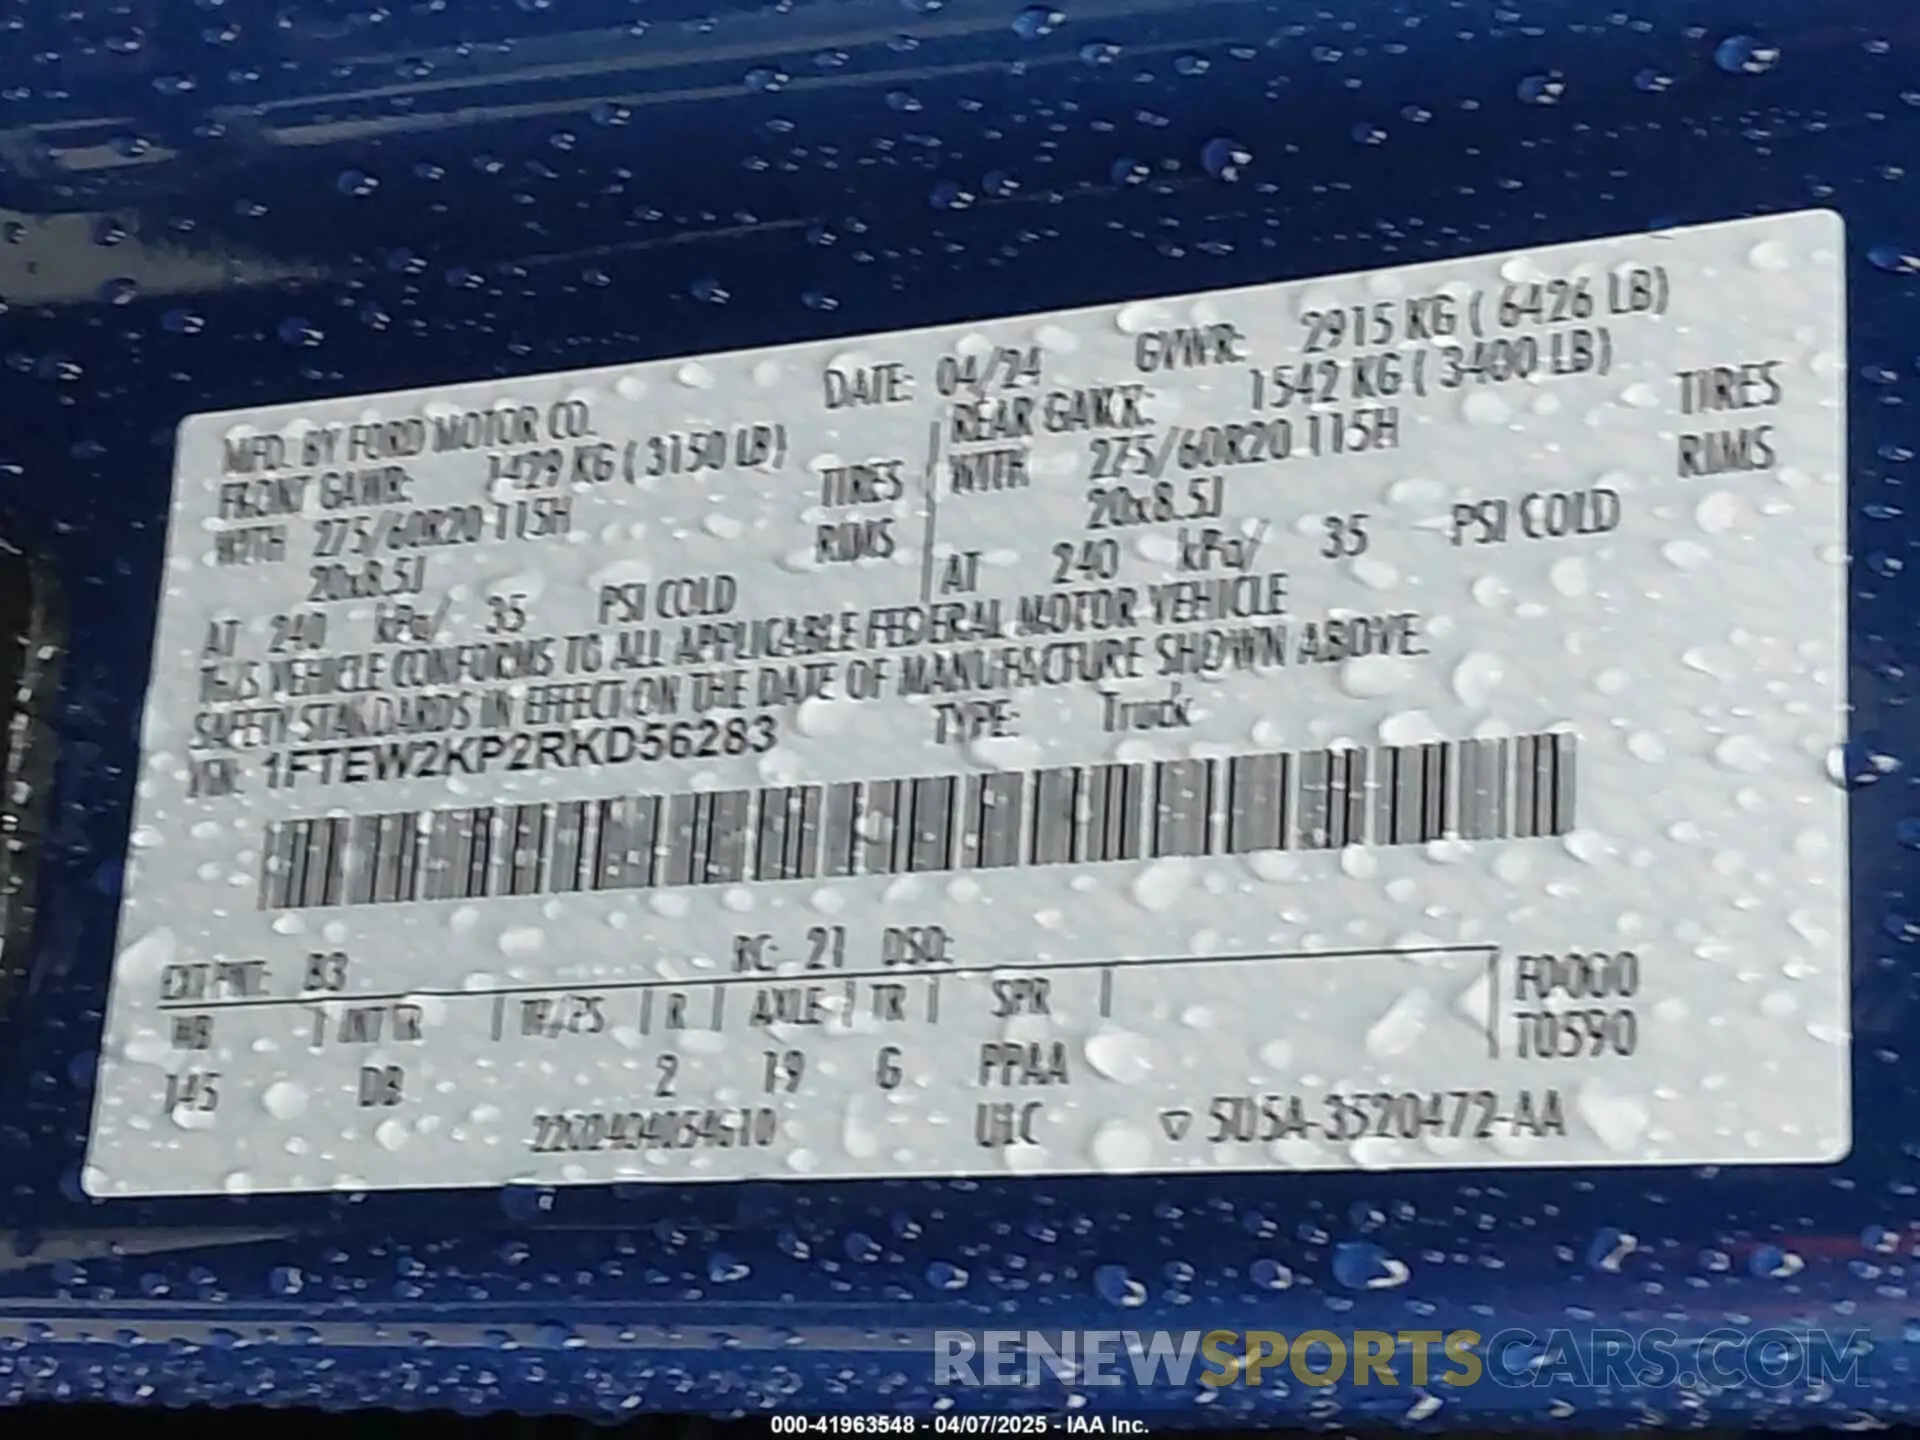 MFD. BY FORD MOTOR CO.
DATE: 04/24 GVWR: 2915 KG ( 6426 LB)
FRONT GAWR: 1429 KG ( 3150 LB)
REAR GAWR: 1542 KG ( 3400 LB)
WITH 275/60R20 115H TIRES
WITH 275/60R20 115H TIRES
20x8.5J RIMS
20x8.5J RIMS
AT 240 kPa/ 35 PSI COLD
AT 240 kPa/ 35 PSI COLD
THIS VEHICLE CONFORMS TO ALL APPLICABLE FEDERAL MOTOR VEHICLE
SAFETY STANDARDS IN EFFECT ON THE DATE OF MANUFACTURE SHOWN ABOVE.
VIN: 1FTEW2KP2RKD56283 TYPE: Truck
EXT PNT: B3 RC: 21 DSO:
WB | INT TR | TP/PS | R | AXLE | TR | SPR |
F0000
T0590
145 DB 2 19 G PPAA
UTC ▽ 5U5A-3520472-AA
RENEWSPORTSCARS.COM
000-41963548 - 04/07/2025 - IAA Inc.